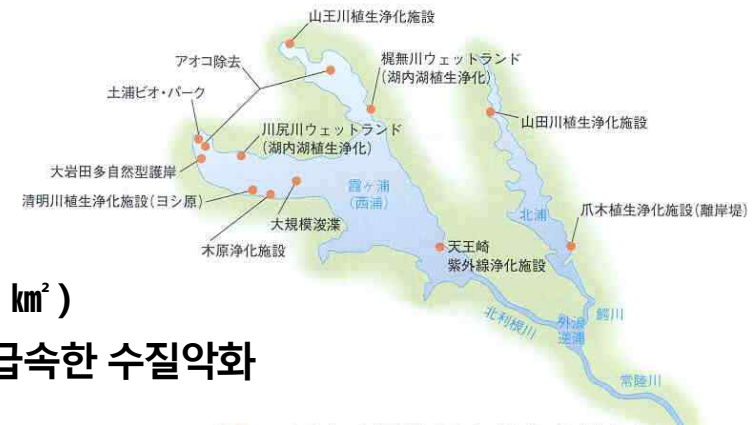 山王川植生浄化施設
アオコ除去
梶無川ウェットランド
(湖内湖植生浄化)
土浦ビオ・パーク
川尻川ウェットランド
(湖内湖植生浄化)
山田川植生浄化施設
大岩田多自然型護岸
清明川植生浄化施設(ヨシ原)
霞ヶ浦
(西浦)
大規模浚渫
北浦
爪木植生浄化施設(離岸堤)
木原浄化施設
天王崎
紫外線浄化施設
㎢)
北利根川
外浪
逆浦
鰐川
급속한 수질악화
常陸川